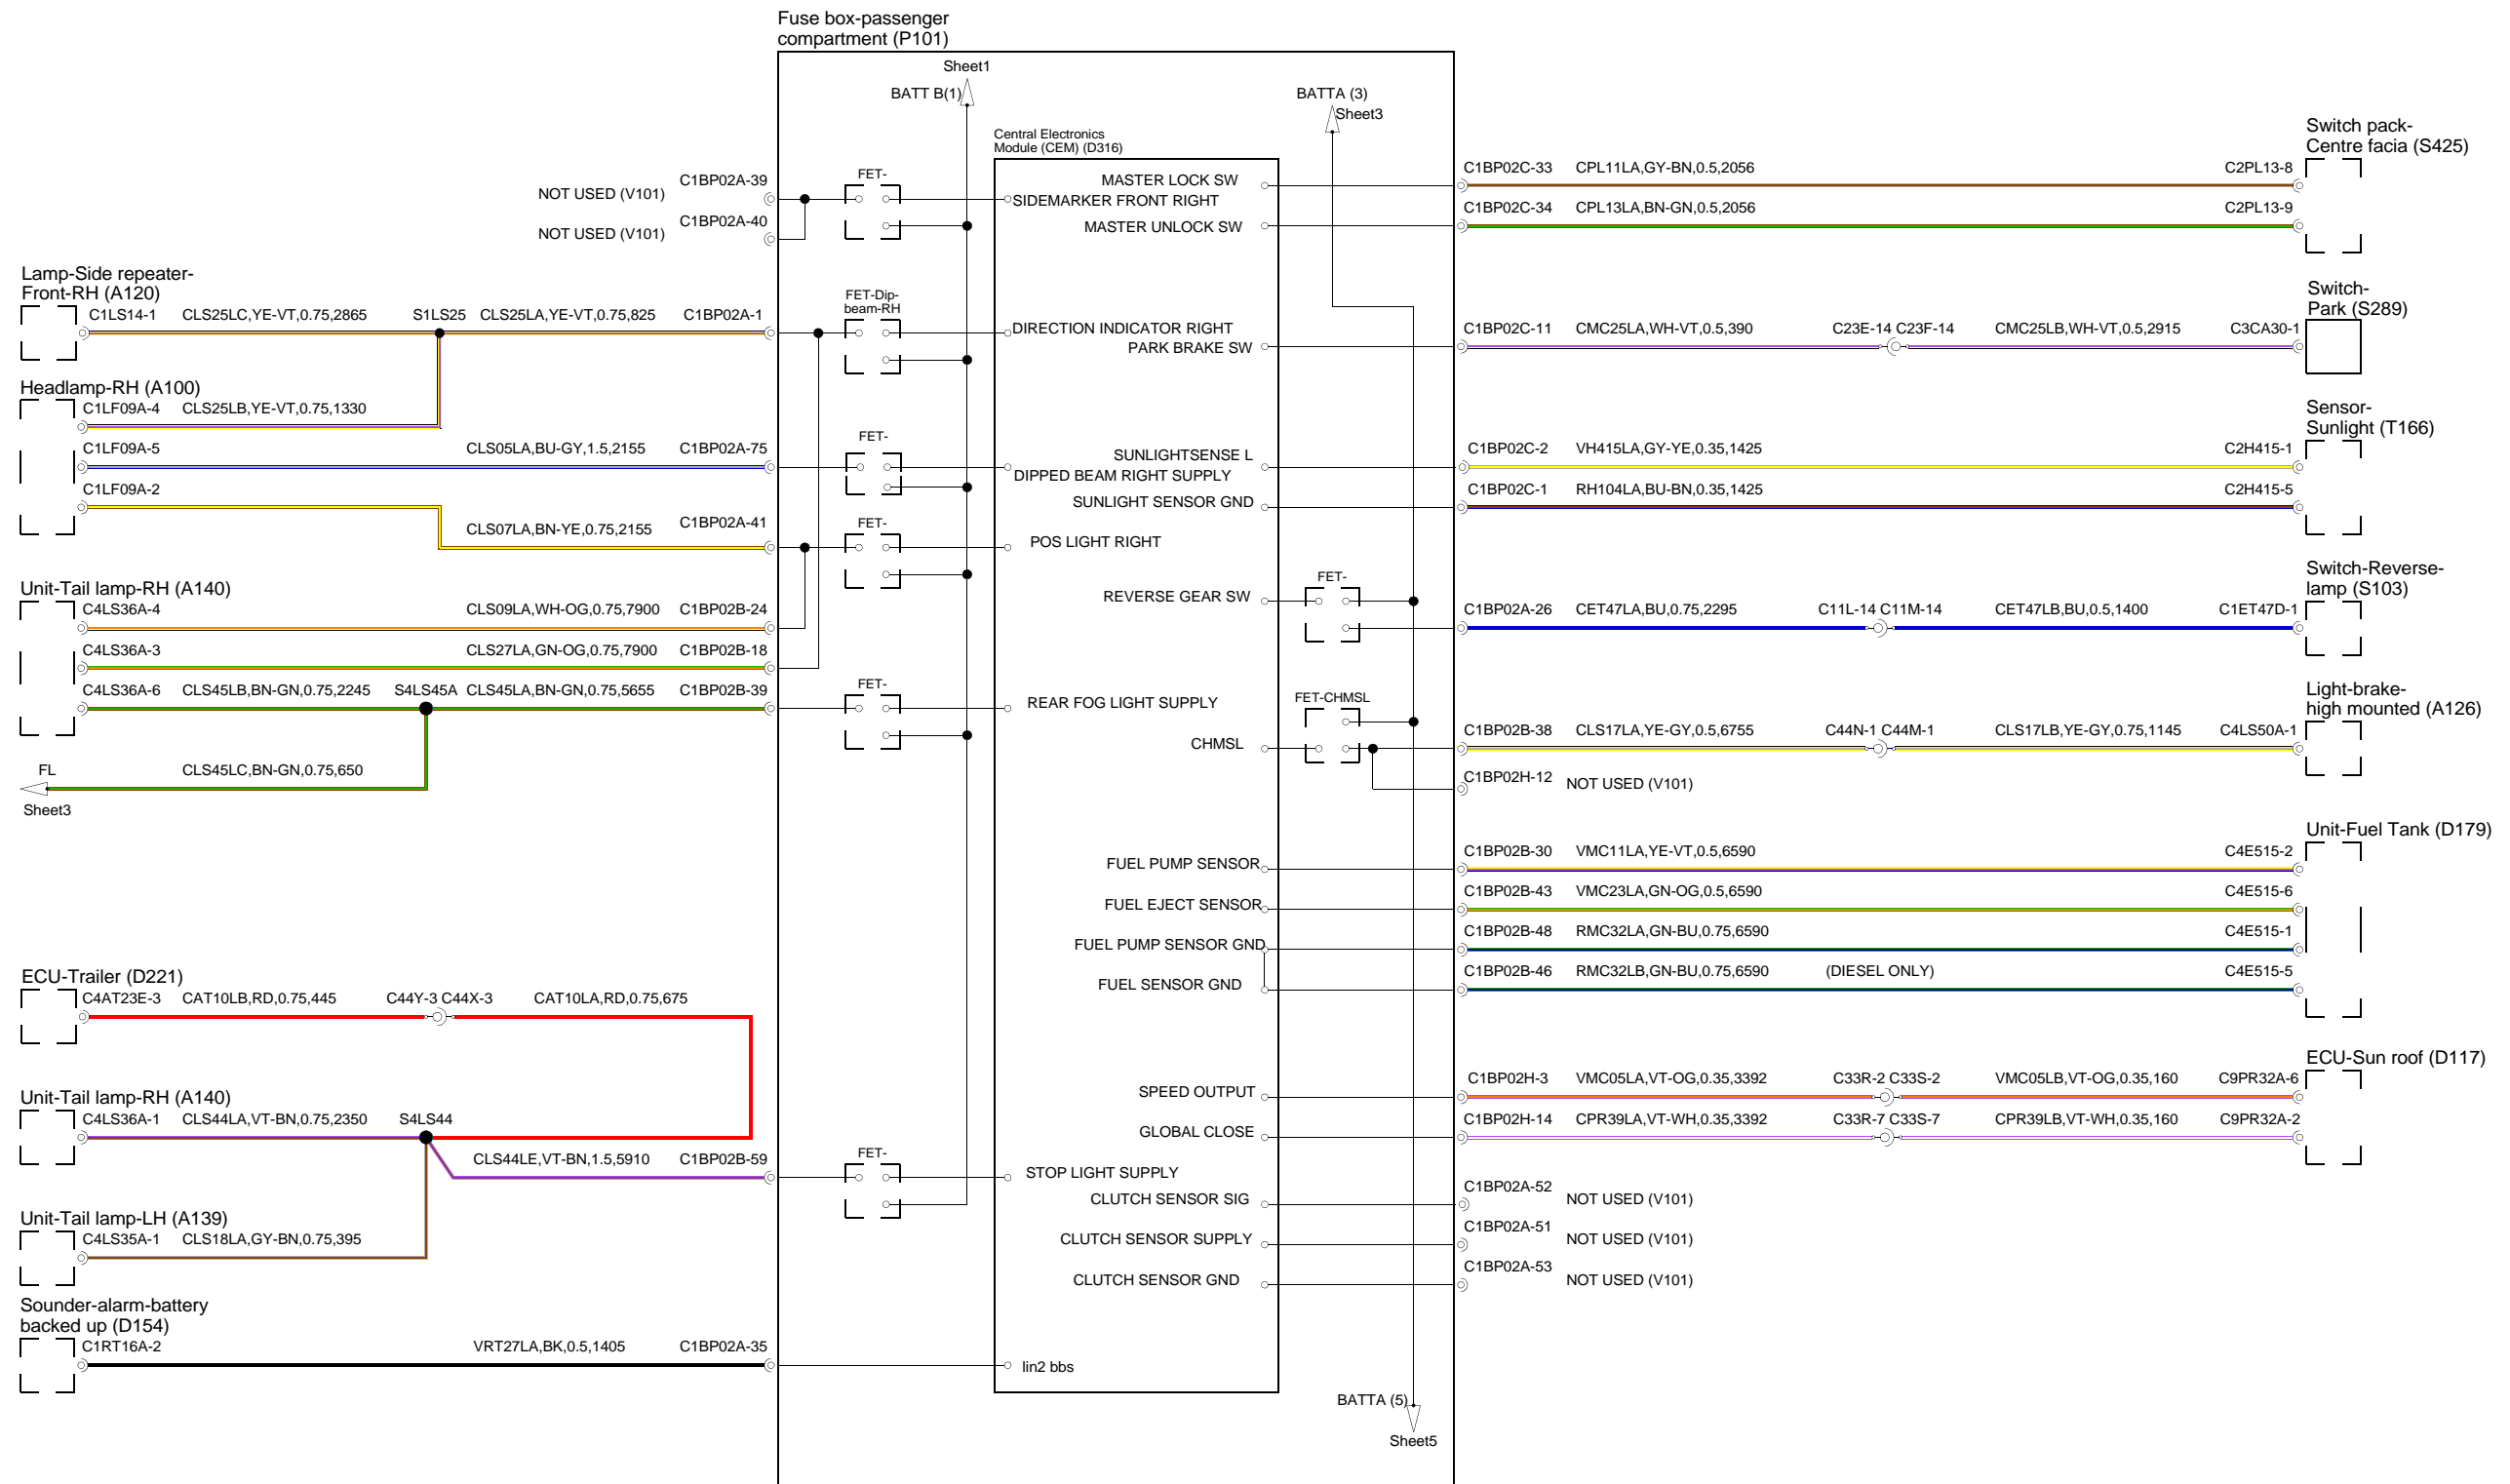 Fuse box-passenger
compartment (P101)
Sheet1
BATT B(1)
BATTA (3)
Sheet3
Central Electronics
Module (CEM) (D316)
C1BP02A-39
NOT USED (V101)
C1BP02A-40
NOT USED (V101)
FET-
MASTER LOCK SW
SIDEMARKER FRONT RIGHT
MASTER UNLOCK SW
C1BP02C-33 CPL11LA,GY-BN,0.5,2056 C2PL13-8
C1BP02C-34 CPL13LA,BN-GN,0.5,2056 C2PL13-9
Switch pack-
Centre facia (S425)
Lamp-Side repeater-
Front-RH (A120)
C1LS14-1 CLS25LC,YE-VT,0.75,2865 S1LS25 CLS25LA,YE-VT,0.75,825 C1BP02A-1
FET-Dip-
beam-RH
DIRECTION INDICATOR RIGHT
PARK BRAKE SW
C1BP02C-11 CMC25LA,WH-VT,0.5,390 C23E-14 C23F-14 CMC25LB,WH-VT,0.5,2915 C3CA30-1
Switch-
Park (S289)
Headlamp-RH (A100)
C1LF09A-4 CLS25LB,YE-VT,0.75,1330
C1LF09A-5 CLS05LA,BU-GY,1.5,2155 C1BP02A-75
C1LF09A-2
CLS07LA,BN-YE,0.75,2155 C1BP02A-41
FET-
SUNLIGHTSENSE L
DIPPED BEAM RIGHT SUPPLY
SUNLIGHT SENSOR GND
C1BP02C-2 VH415LA,GY-YE,0.35,1425 C2H415-1
C1BP02C-1 RH104LA,BU-BN,0.35,1425 C2H415-5
Sensor-
Sunlight (T166)
FET-
POS LIGHT RIGHT
Unit-Tail lamp-RH (A140)
C4LS36A-4 CLS09LA,WH-OG,0.75,7900 C1BP02B-24
C4LS36A-3 CLS27LA,GN-OG,0.75,7900 C1BP02B-18
C4LS36A-6 CLS45LB,BN-GN,0.75,2245 S4LS45A CLS45LA,BN-GN,0.75,5655 C1BP02B-39
FET-
REVERSE GEAR SW
FET-
C1BP02A-26 CET47LA,BU,0.75,2295 C11L-14 C11M-14 CET47LB,BU,0.5,1400 C1ET47D-1
Switch-Reverse-
lamp (S103)
REAR FOG LIGHT SUPPLY
FET-CHMSL
CHMSL
C1BP02B-38 CLS17LA,YE-GY,0.5,6755 C44N-1 C44M-1 CLS17LB,YE-GY,0.75,1145 C4LS50A-1
Light-brake-
high mounted (A126)
C1BP02H-12 NOT USED (V101)
FL
CLS45LC,BN-GN,0.75,650
Sheet3
FUEL PUMP SENSOR
FUEL EJECT SENSOR
FUEL PUMP SENSOR GND
FUEL SENSOR GND
C1BP02B-30 VMC11LA,YE-VT,0.5,6590 C4E515-2
C1BP02B-43 VMC23LA,GN-OG,0.5,6590 C4E515-6
C1BP02B-48 RMC32LA,GN-BU,0.75,6590 C4E515-1
C1BP02B-46 RMC32LB,GN-BU,0.75,6590 (DIESEL ONLY) C4E515-5
Unit-Fuel Tank (D179)
ECU-Trailer (D221)
C4AT23E-3 CAT10LB,RD,0.75,445 C44Y-3 C44X-3 CAT10LA,RD,0.75,675
Unit-Tail lamp-RH (A140)
C4LS36A-1 CLS44LA,VT-BN,0.75,2350 S4LS44
CLS44LE,VT-BN,1.5,5910 C1BP02B-59
FET-
SPEED OUTPUT
GLOBAL CLOSE
C1BP02H-3 VMC05LA,VT-OG,0.35,3392 C33R-2 C33S-2 VMC05LB,VT-OG,0.35,160 C9PR32A-6
C1BP02H-14 CPR39LA,VT-WH,0.35,3392 C33R-7 C33S-7 CPR39LB,VT-WH,0.35,160 C9PR32A-2
ECU-Sun roof (D117)
STOP LIGHT SUPPLY
CLUTCH SENSOR SIG
CLUTCH SENSOR SUPPLY
CLUTCH SENSOR GND
C1BP02A-52
NOT USED (V101)
C1BP02A-51
NOT USED (V101)
C1BP02A-53
NOT USED (V101)
Unit-Tail lamp-LH (A139)
C4LS35A-1 CLS18LA,GY-BN,0.75,395
Sounder-alarm-battery
backed up (D154)
C1RT16A-2 VRT27LA,BK,0.5,1405 C1BP02A-35
lin2 bbs
BATTA (5)
Sheet5